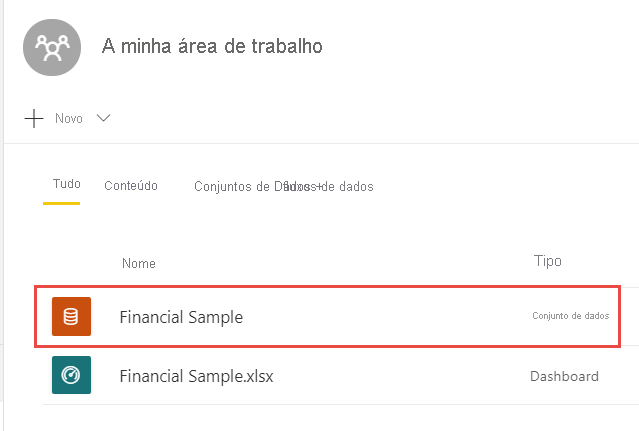 A minha área de trabalho
Novo
Tudo Conteúdo Conjuntos de Dados + fluxos de dados
Nome Tipo
Financial Sample Conjunto de dados
Financial Sample.xlsx Dashboard